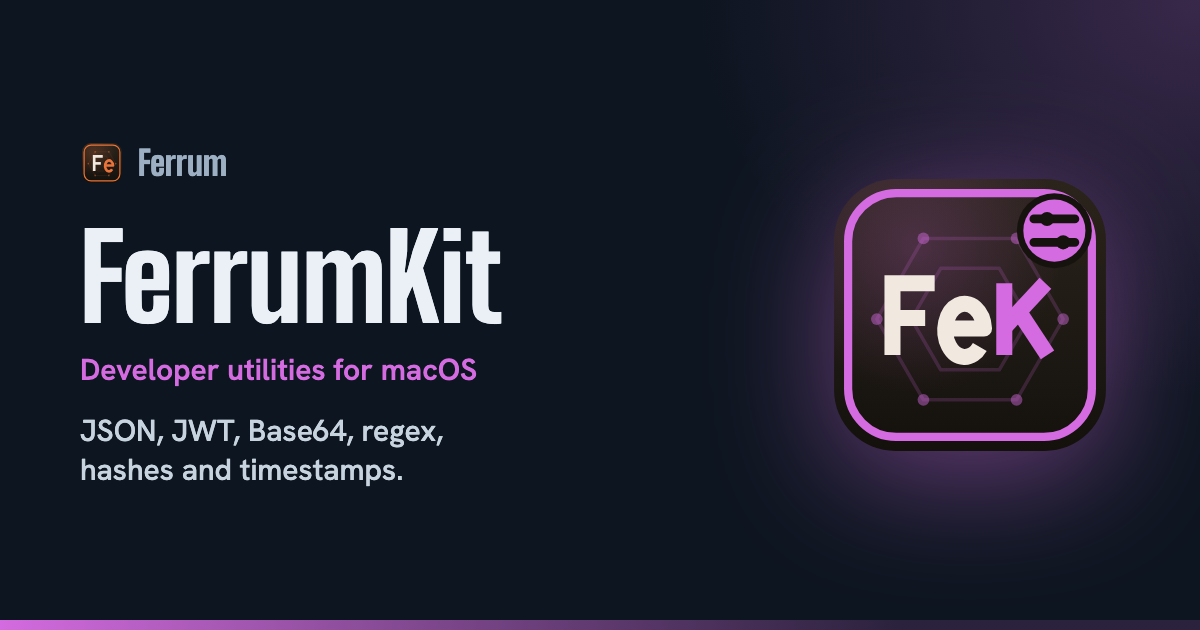 Fe Ferrum
FerrumKit
Developer utilities for macOS
JSON, JWT, Base64, regex,
hashes and timestamps.
FeK